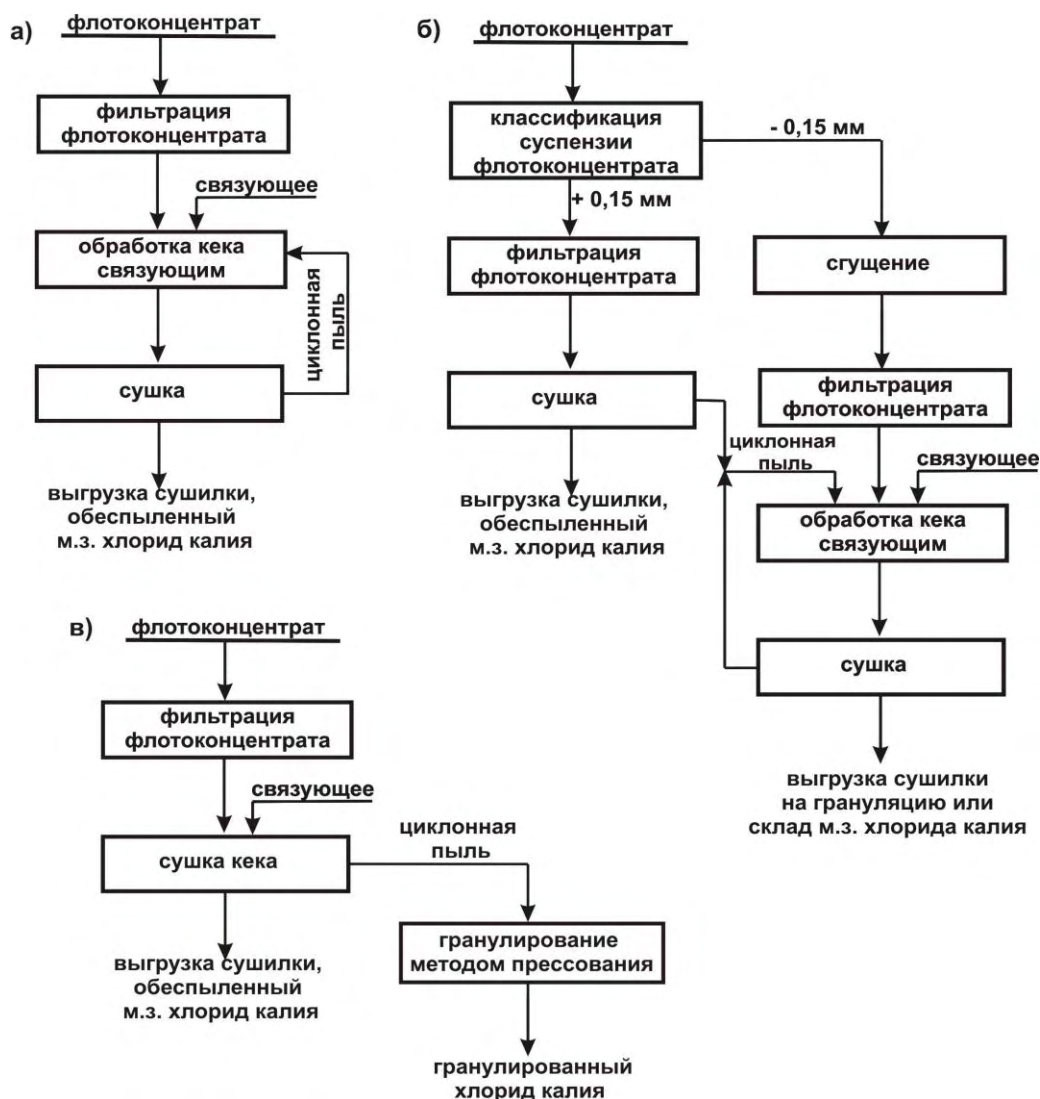 а)
флотоконцентрат
фильтрация
флотоконцентрата
связующее
обработка кека
связующим
циклонная
пыль
сушка
выгрузка сушилки,
обеспыленный
м.з. хлорид калия
б)
флотоконцентрат
классификация
суспензии
флотоконцентрата
- 0,15 мм
+ 0,15 мм
фильтрация
флотоконцентрата
сгущение
сушка
фильтрация
флотоконцентрата
циклонная
пыль
связующее
выгрузка сушилки,
обеспыленный
м.з. хлорид калия
обработка кека
связующим
сушка
выгрузка сушилки
на грануляцию или
склад м.з. хлорида калия
в)
флотоконцентрат
фильтрация
флотоконцентрата
связующее
сушка кека
циклонная
пыль
выгрузка сушилки,
обеспыленный
м.з. хлорид калия
гранулирование
методом прессования
гранулированный
хлорид калия